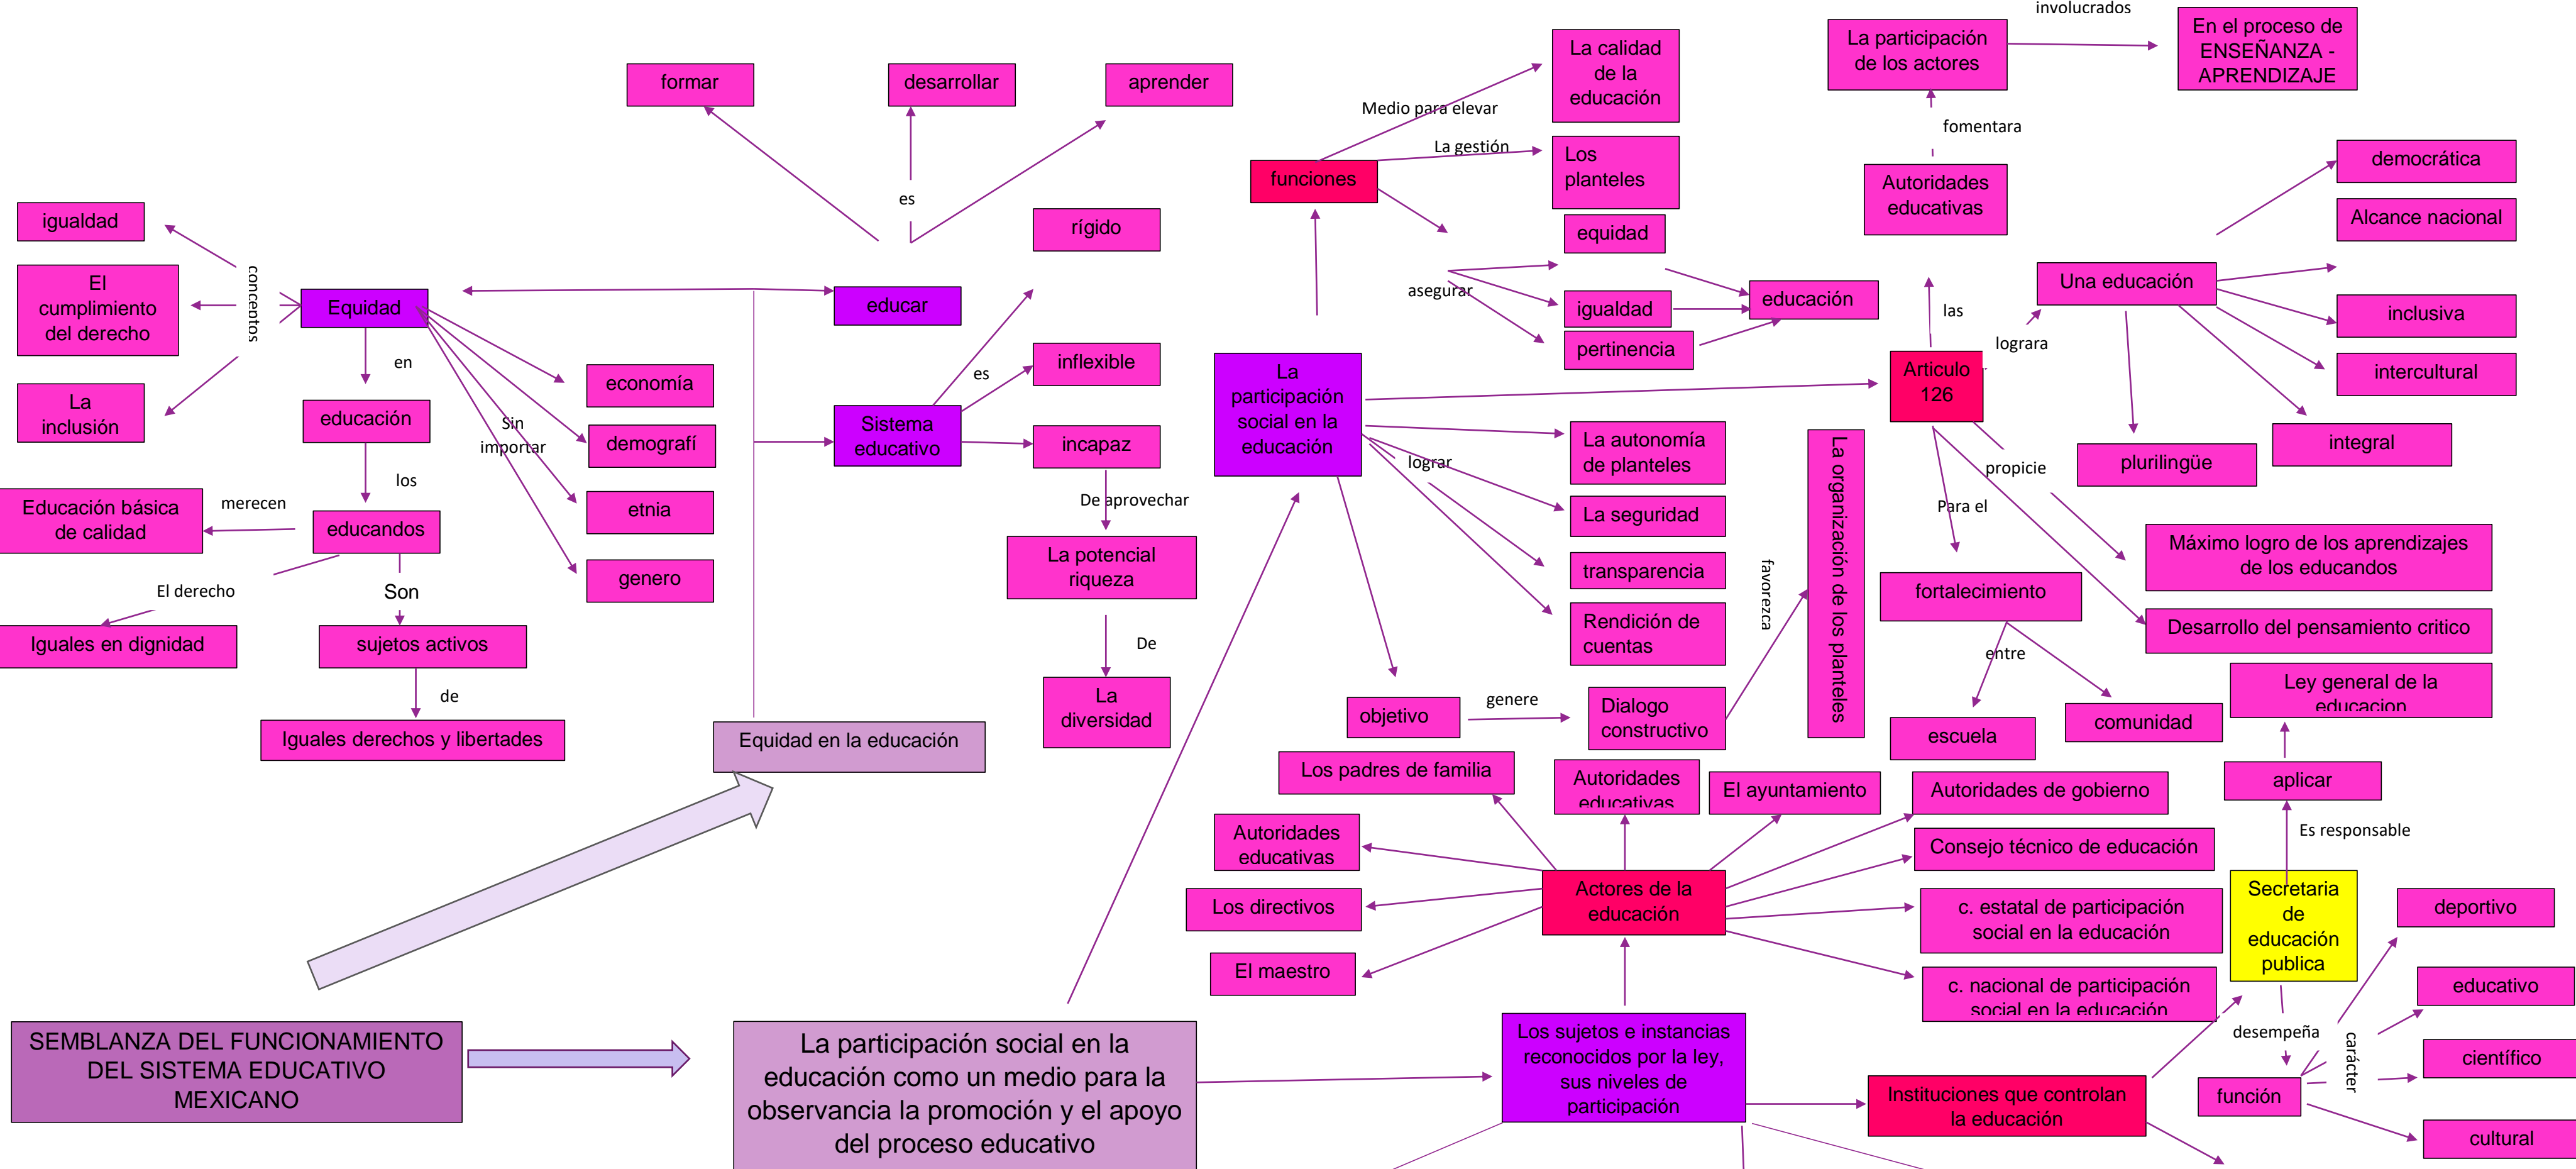 involucrados
La participación
de los actores
En el proceso de
ENSEÑANZA -
APRENDIZAJE
fomentara
Autoridades
educativas
las
Articulo
126
lograra
Una educación
democrática
Alcance nacional
inclusiva
intercultural
integral
plurilingüe
propicie
Para el
Máximo logro de los aprendizajes
de los educandos
Desarrollo del pensamiento critico
fortalecimiento
entre
escuela
comunidad
formar
desarrollar
aprender
es
educar
igualdad
El
cumplimiento
del derecho
La
inclusión
concentos
Equidad
en
educación
los
educandos
merecen
Educación básica
de calidad
El derecho
Iguales en dignidad
Son
sujetos activos
de
Iguales derechos y libertades
Sin
importar
economía
demografí
etnia
genero
Sistema
educativo
es
rígido
inflexible
incapaz
De aprovechar
La potencial
riqueza
De
La
diversidad
Equidad en la educación
funciones
Medio para elevar
La calidad
de la
educación
La gestión
Los
planteles
asegurar
equidad
igualdad
pertinencia
educación
La
participación
social en la
educación
lograr
La autonomía
de planteles
La seguridad
transparencia
Rendición de
cuentas
objetivo
genere
Dialogo
constructivo
favorezca
La organización de los planteles
Los padres de familia
Autoridades
educativas
El ayuntamiento
Autoridades de gobierno
Autoridades
educativas
Consejo técnico de educación
Los directivos
Actores de la
educación
c. estatal de participación
social en la educación
El maestro
c. nacional de participación
social en la educación
Ley general de la
educacion
aplicar
Es responsable
Secretaria
de
educación
publica
desempeña
función
carácter
deportivo
educativo
científico
cultural
SEMBLANZA DEL FUNCIONAMIENTO
DEL SISTEMA EDUCATIVO
MEXICANO
La participación social en la
educación como un medio para la
observancia la promoción y el apoyo
del proceso educativo
Los sujetos e instancias
reconocidos por la ley,
sus niveles de
participación
Instituciones que controlan
la educación